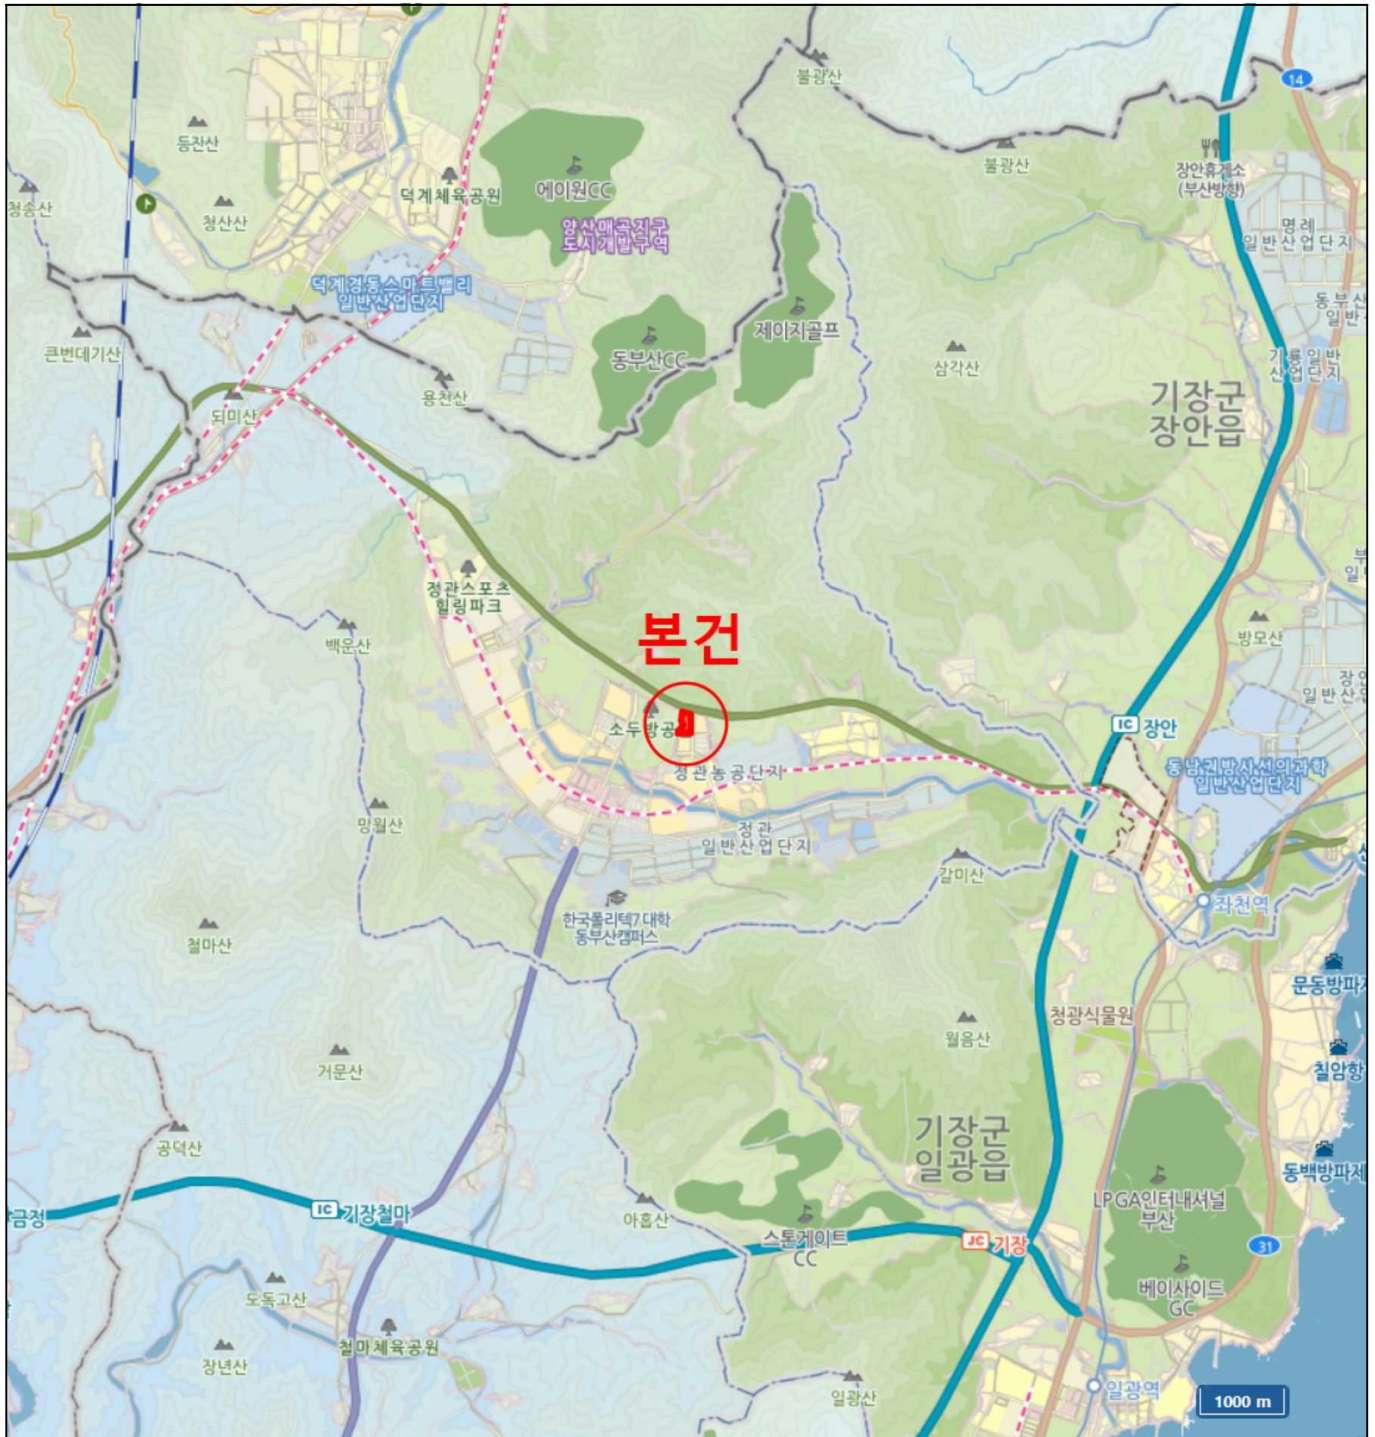 불광산
14
등잔산
불광산
장안휴게소
(부산방향)
덕계체육공원
에이원CC
청송산
청산산
양산매곡지구
도시개발구역
명례
일반산업단지
덕계경동스마트밸리
일반산업단지
동부산
일반
제이지골프
큰번데기산
동부산CC
삼각산
기룡일반
산업단지
용천산
되미산
기장군
장안읍
정관스포츠
힐링파크
본건
백운산
방모산
소두방공
IC 장안
정관농공단지
동남권방사선의과학
일반산업단지
망월산
정관
일반산업단지
갈미산
좌천역
한국폴리텍7대학
동부산캠퍼스
철마산
문동방파제
청광식물원
월음산
거문산
칠암항
기장군
일광읍
공덕산
동백방파제
LPGA인터내셔널
부산
금정
IC 기장철마
아홉산
스톤게이트
CC
JC 기장
31
도독고산
베이사이드
GC
철마체육공원
장년산
일광산
일광역
1000 m